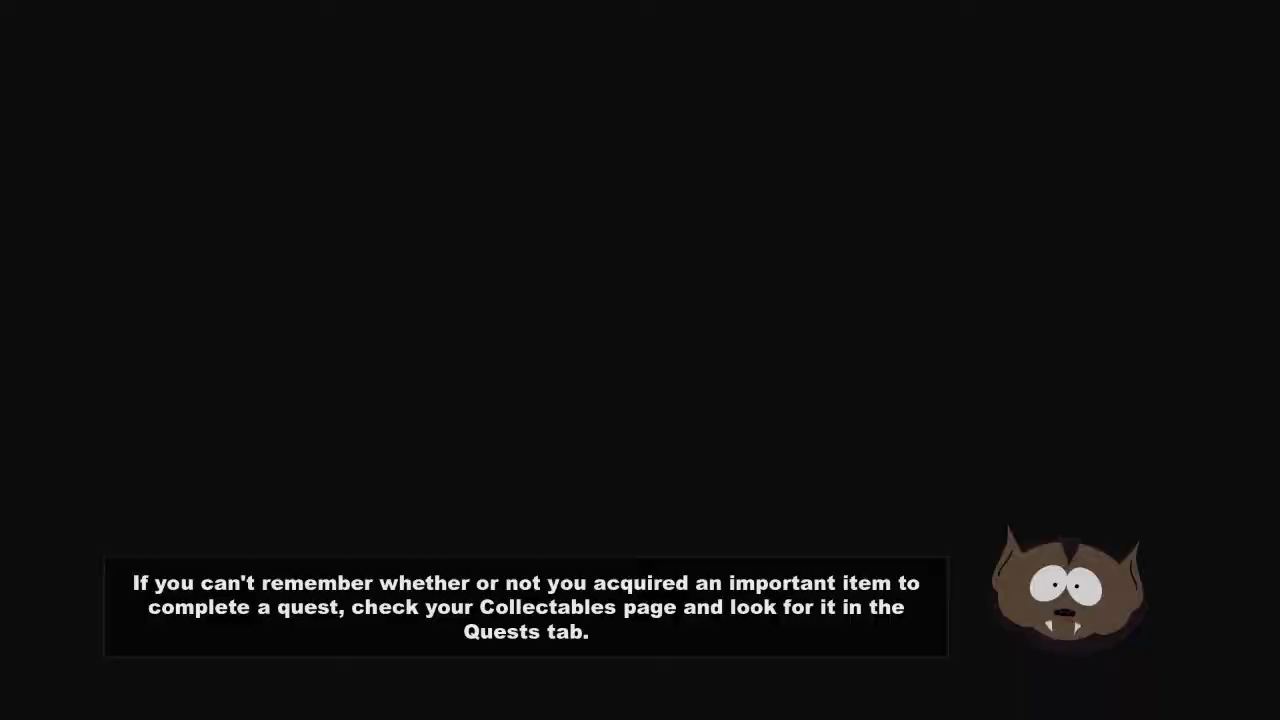 If you can't remember whether or not you acquired an important item to
complete a quest, check your Collectables page and look for it in the
Quests tab.